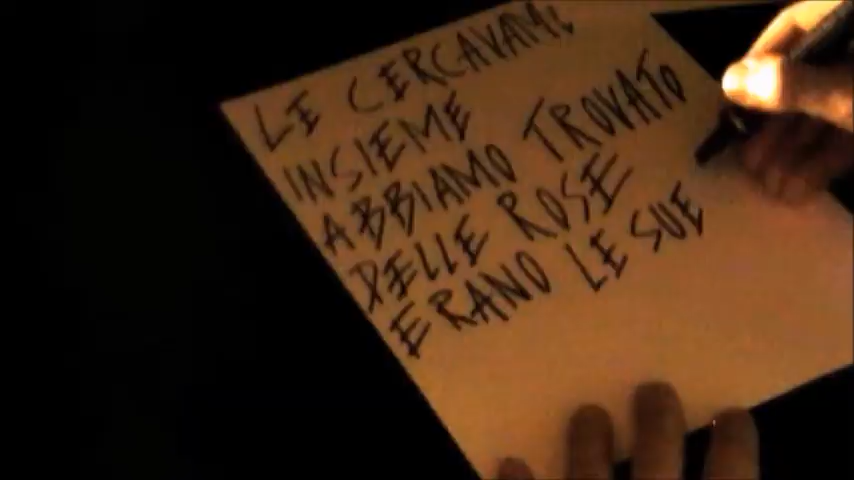 LE CERCAVAMO
INSIEME
ABBIAMO TROVATO
DELLE ROSE
ERANO LE SUE